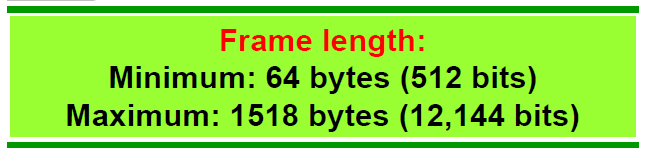 Frame length:
Minimum: 64 bytes (512 bits)
Maximum: 1518 bytes (12,144 bits)